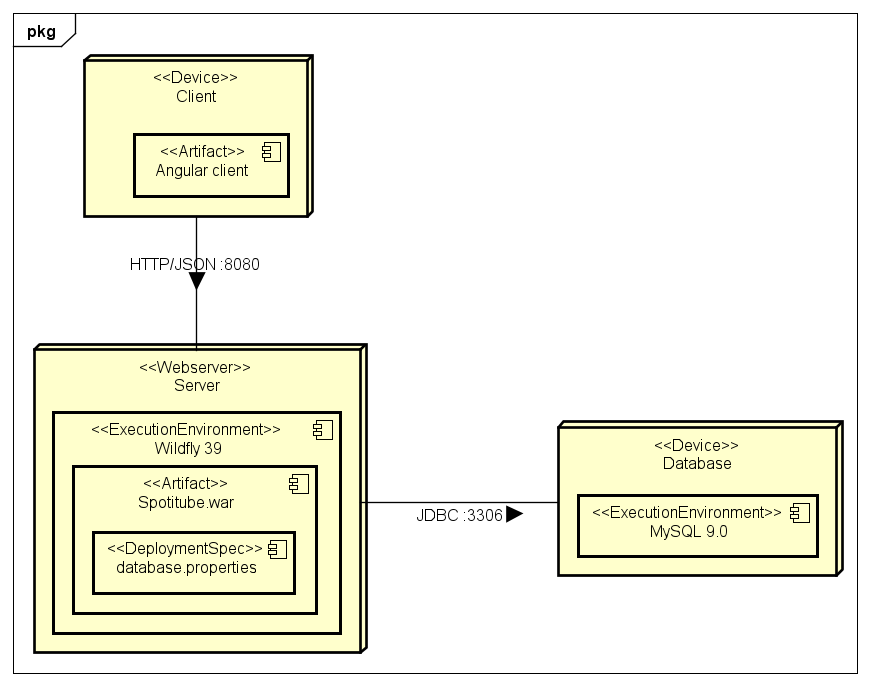 pkg
<<Device>>
Client
<<Artifact>>
Angular client
HTTP/JSON :8080
<<Webserver>>
Server
<<ExecutionEnvironment>>
Wildfly 39
<<Artifact>>
Spotitube.war
<<DeploymentSpec>>
database.properties
JDBC :3306
<<Device>>
Database
<<ExecutionEnvironment>>
MySQL 9.0